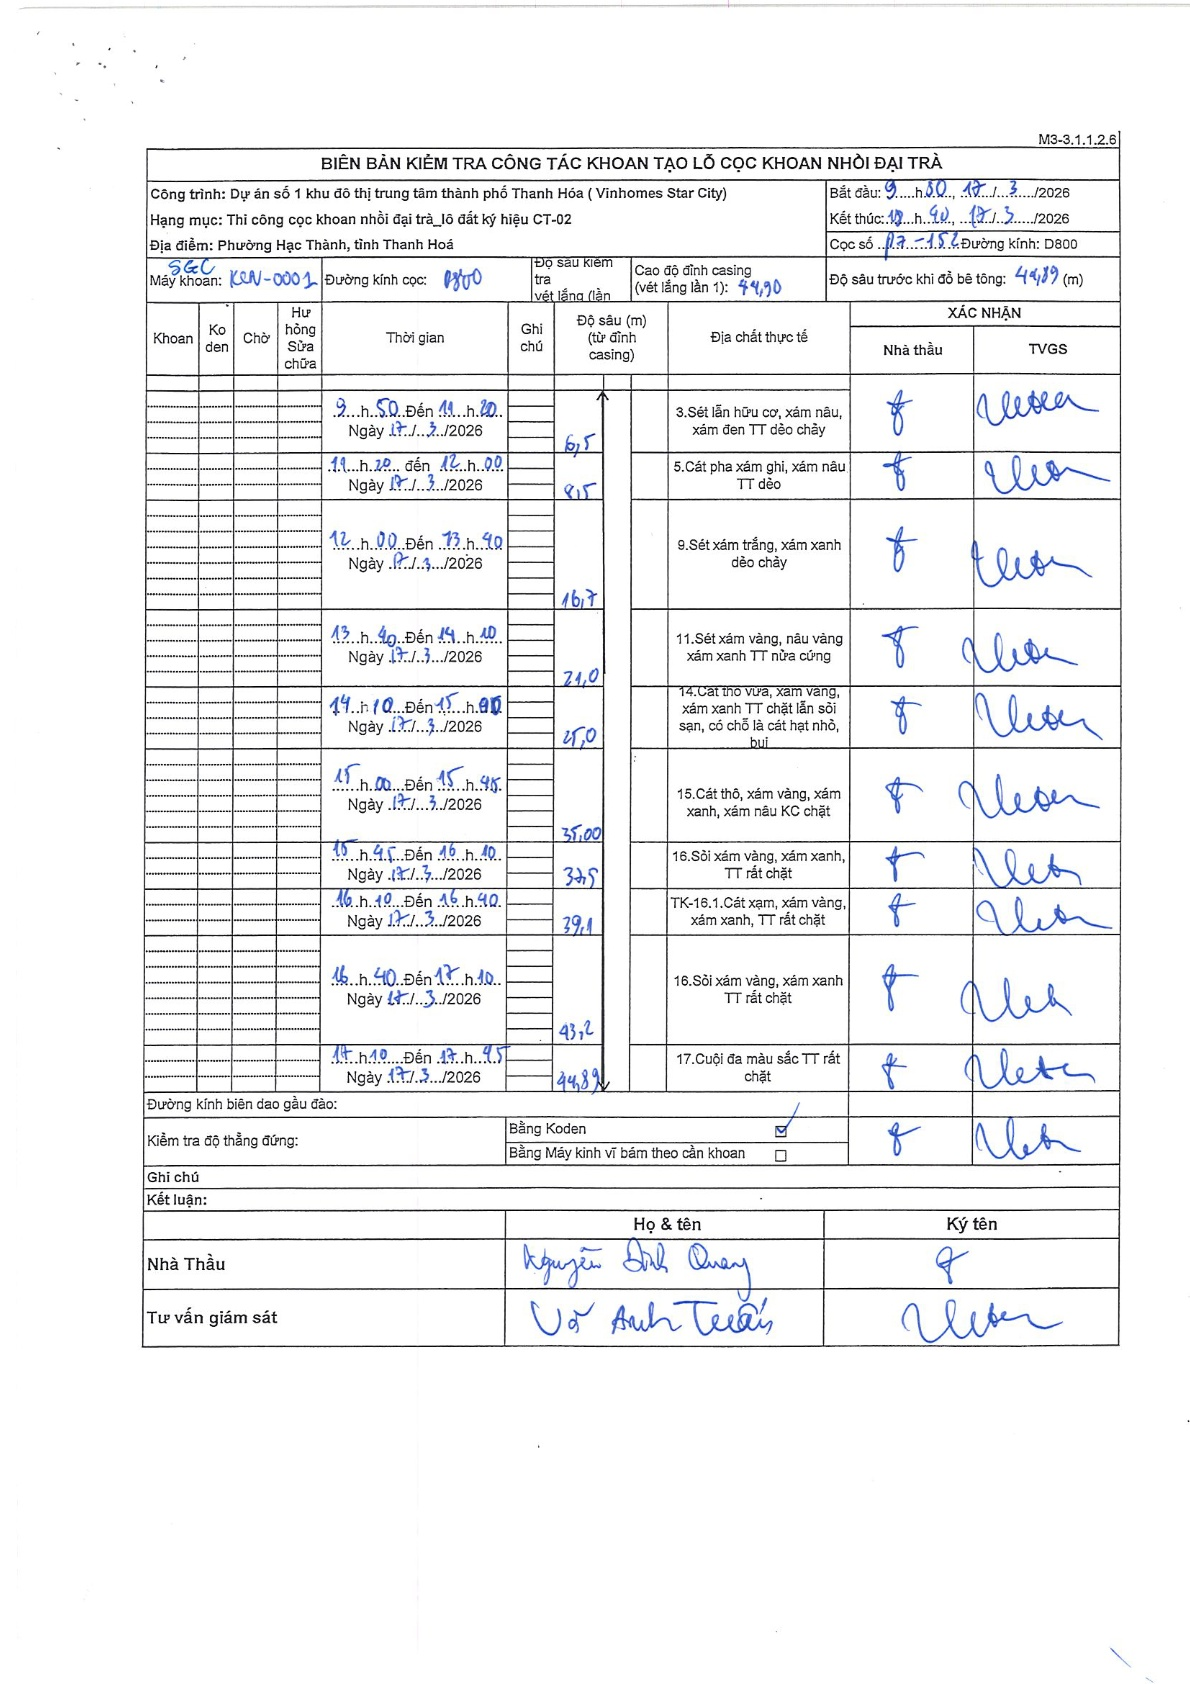 M3-3.1.1.2.6
BIÊN BẢN KIỂM TRA CÔNG TÁC KHOAN TẠO LỖ CỌC KHOAN NHỒI ĐẠI TRÀ
Công trình: Dự án số 1 khu đô thị trung tâm thành phố Thanh Hóa ( Vinhomes Star City)
Bắt đầu: 9...h50.., .17./...3..../2026
Hạng mục: Thi công cọc khoan nhồi đại trà_lô đất ký hiệu CT-02
Kết thúc: ..h..40.., ..17./..3...../2026
Địa điểm: Phường Hạc Thành, tỉnh Thanh Hoá
Cọc số ..P7.-152 Đường kính: D800
SGC
Máy khoan: KCN-0001
Đường kính cọc: D800
Độ sâu kiểm tra
vét lắng (lần
Cao độ đỉnh casing
(vét lắng lần 1): 44,90
Độ sâu trước khi đổ bê tông: 44,89 (m)
Khoan
Ko den
Chờ
Hư hỏng Sửa chữa
Thời gian
Ghi chú
Độ sâu (m) (từ đỉnh casing)
Địa chất thực tế
XÁC NHẬN
Nhà thầu
TVGS
..9...h..50.Đến 11..h.20..
Ngày .17./...3.../2026
6,5
3.Sét lẫn hữu cơ, xám nâu,
xám đen TT dẻo chảy
.11...h.20... đến .12..h.00
Ngày .17./...3.../2026
8,5
5.Cát pha xám ghi, xám nâu
TT dẻo
12...h..00..Đến .13.h..40
Ngày .17./..3.../2026
16,7
9.Sét xám trắng, xám xanh
dẻo chảy
.13...h..40..Đến .14..h.10..
Ngày .17./...3.../2026
21,0
11.Sét xám vàng, nâu vàng
xám xanh TT nửa cứng
.14..h.10...Đến 15...h.00
Ngày .17./...3.../2026
25,0
14.Cát thô vừa, xám vàng,
xám xanh TT chặt lẫn sỏi
sạn, có chỗ là cát hạt nhỏ,
bụi
15...h..00...Đến .15..h..45.
Ngày .17./...3.../2026
35,00
15.Cát thô, xám vàng, xám
xanh, xám nâu KC chặt
.15...h..45..Đến .16..h.10..
Ngày .17./...3.../2026
37,5
16.Sỏi xám vàng, xám xanh,
TT rất chặt
.16...h..10...Đến .16..h..40.
Ngày .17./...3.../2026
39,1
TK-16.1.Cát xạm, xám vàng,
xám xanh, TT rất chặt
.16...h..40..Đến 17...h.10..
Ngày .17./...3.../2026
43,2
16.Sỏi xám vàng, xám xanh
TT rất chặt
.17...h10....Đến .17..h..45
Ngày .17./...3.../2026
44,89
17.Cuội đa màu sắc TT rất
chặt
Đường kính biên dao gầu đào:
Kiểm tra độ thẳng đứng:
Bằng Koden ☑
Bằng Máy kinh vĩ bám theo cần khoan ☐
Ghi chú
Kết luận:
Họ & tên
Ký tên
Nhà Thầu
Nguyễn Đình Quang
Tư vấn giám sát
Võ Anh Tuấn